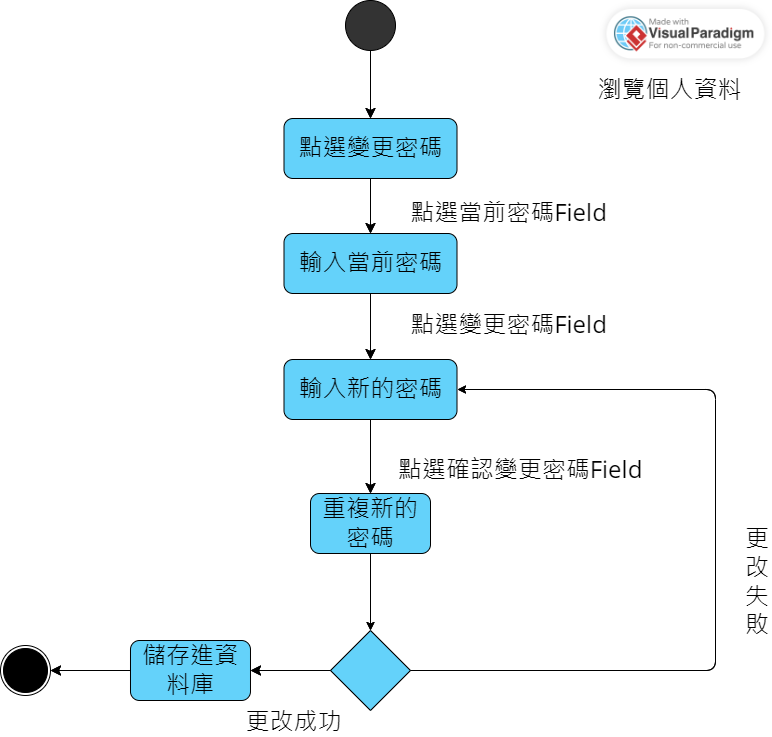 Made with
Visual Paradigm
For non-commercial use
瀏覽個人資料
點選變更密碼
點選當前密碼Field
輸入當前密碼
點選變更密碼Field
輸入新的密碼
點選確認變更密碼Field
重複新的
密碼
更
改
失
敗
儲存進資
料庫
更改成功